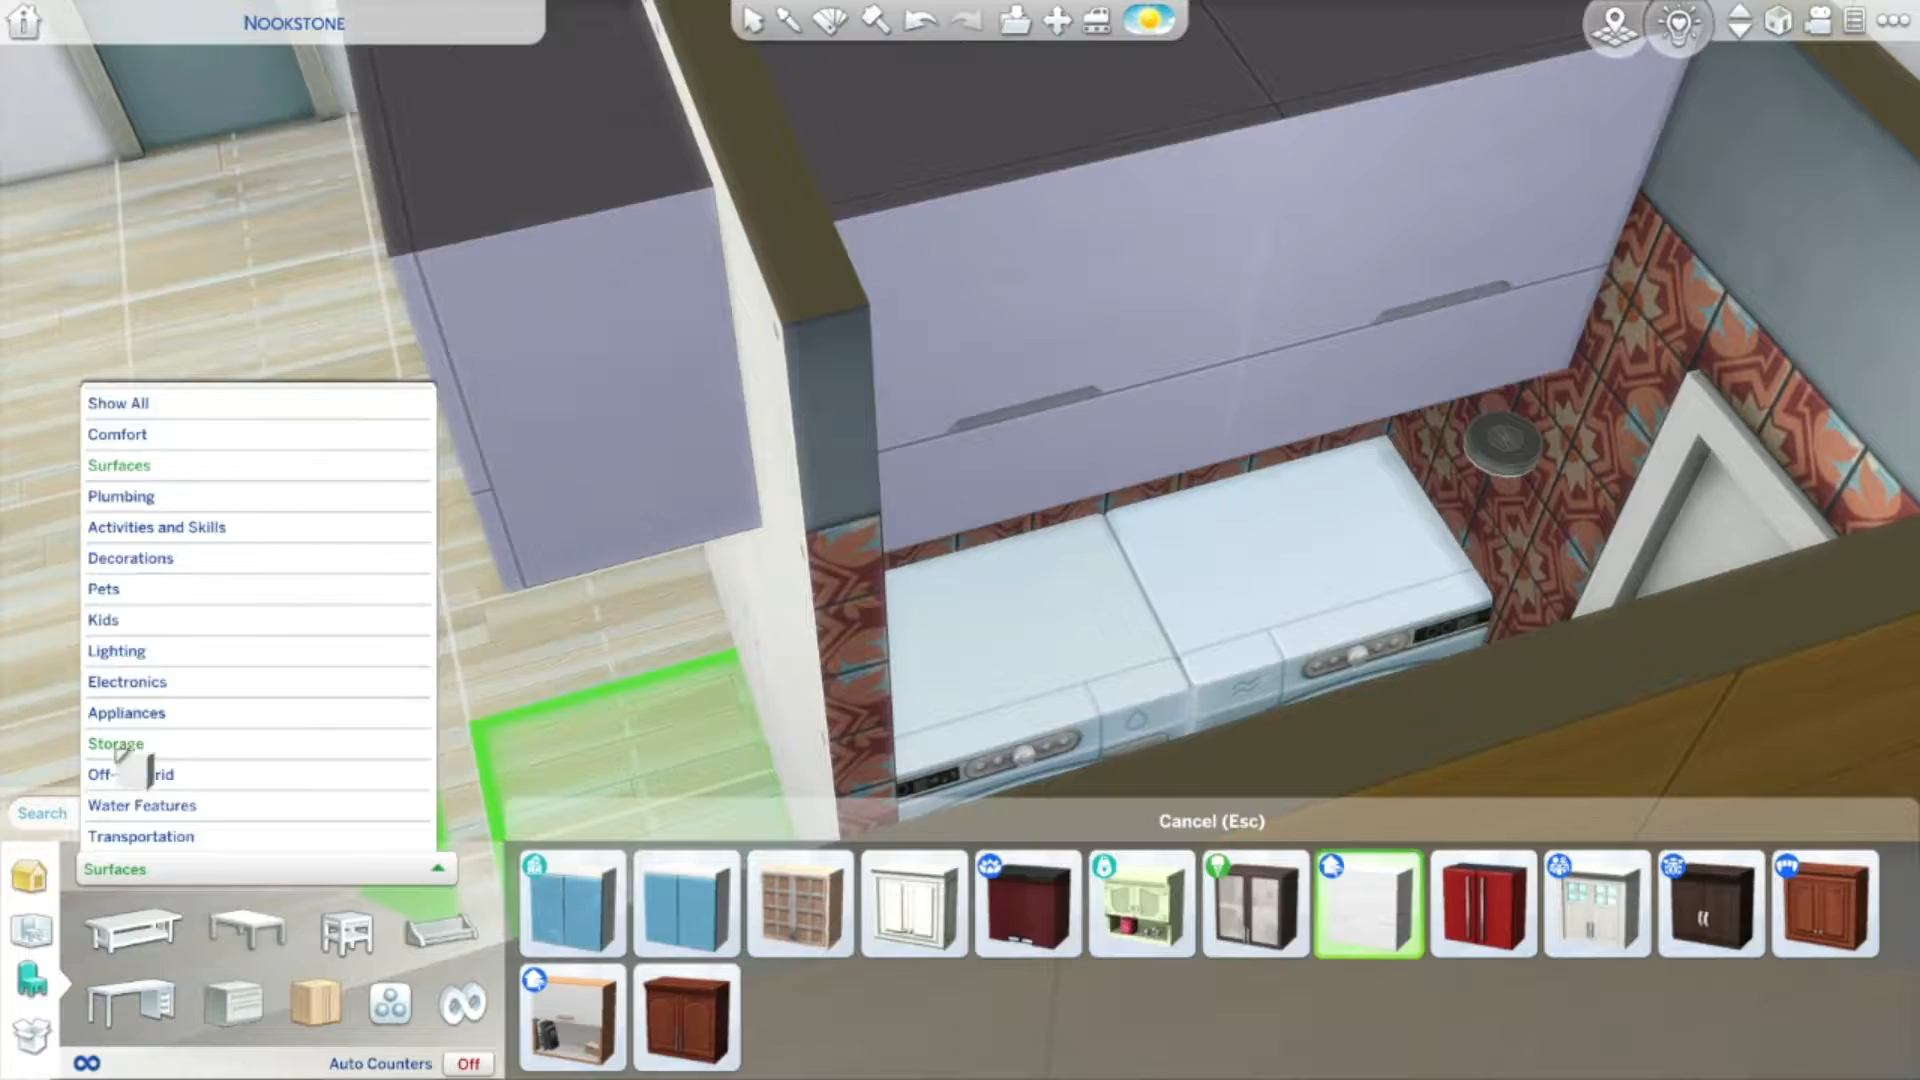 NOOKSTONE
Show All
Comfort
Surfaces
Plumbing
Activities and Skills
Decorations
Pets
Kids
Lighting
Electronics
Appliances
Storage
Off- rid
Water Features
Transportation
Search
Surfaces
Cancel (Esc)
Auto Counters Off